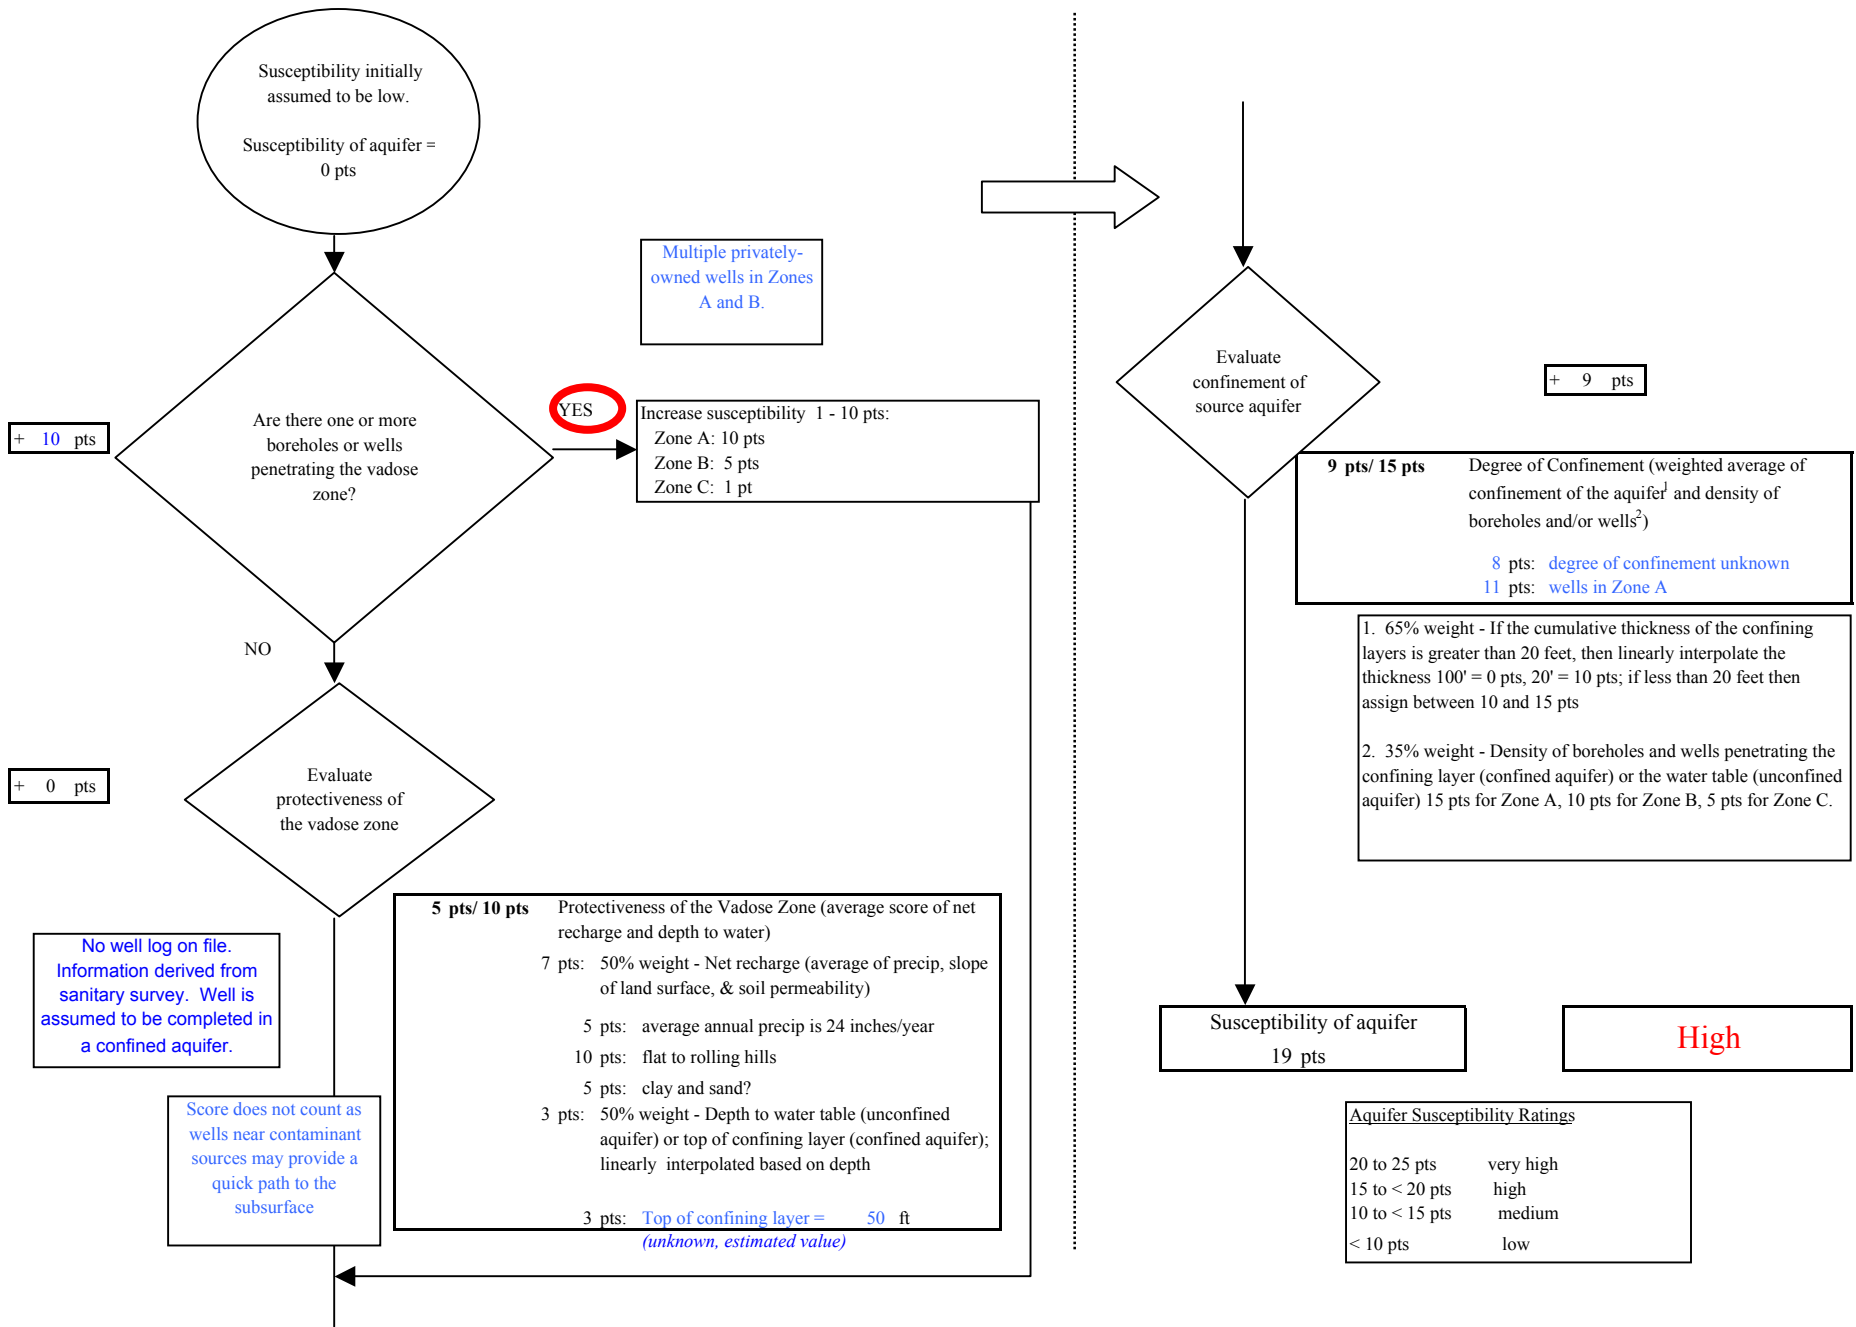 Susceptibility initially
assumed to be low.
Susceptibility of aquifer =
0 pts
Multiple privately-
owned wells in Zones
A and B.
+ 10 pts
Are there one or more
boreholes or wells
penetrating the vadose
zone?
YES
Increase susceptibility 1 - 10 pts:
Zone A: 10 pts
Zone B: 5 pts
Zone C: 1 pt
NO
+ 0 pts
Evaluate
protectiveness of
the vadose zone
No well log on file.
Information derived from
sanitary survey. Well is
assumed to be completed in
a confined aquifer.
Score does not count as
wells near contaminant
sources may provide a
quick path to the
subsurface
5 pts/ 10 pts Protectiveness of the Vadose Zone (average score of net
recharge and depth to water)
7 pts: 50% weight - Net recharge (average of precip, slope
of land surface, & soil permeability)
5 pts: average annual precip is 24 inches/year
10 pts: flat to rolling hills
5 pts: clay and sand?
3 pts: 50% weight - Depth to water table (unconfined
aquifer) or top of confining layer (confined aquifer);
linearly interpolated based on depth
3 pts: Top of confining layer = 50 ft
(unknown, estimated value)
Evaluate
confinement of
source aquifer
+ 9 pts
9 pts/ 15 pts Degree of Confinement (weighted average of
confinement of the aquifer1 and density of
boreholes and/or wells2)
8 pts: degree of confinement unknown
11 pts: wells in Zone A
1. 65% weight - If the cumulative thickness of the confining
layers is greater than 20 feet, then linearly interpolate the
thickness 100' = 0 pts, 20' = 10 pts; if less than 20 feet then
assign between 10 and 15 pts
2. 35% weight - Density of boreholes and wells penetrating the
confining layer (confined aquifer) or the water table (unconfined
aquifer) 15 pts for Zone A, 10 pts for Zone B, 5 pts for Zone C.
Susceptibility of aquifer
19 pts
High
Aquifer Susceptibility Ratings
20 to 25 pts very high
15 to < 20 pts high
10 to < 15 pts medium
< 10 pts low